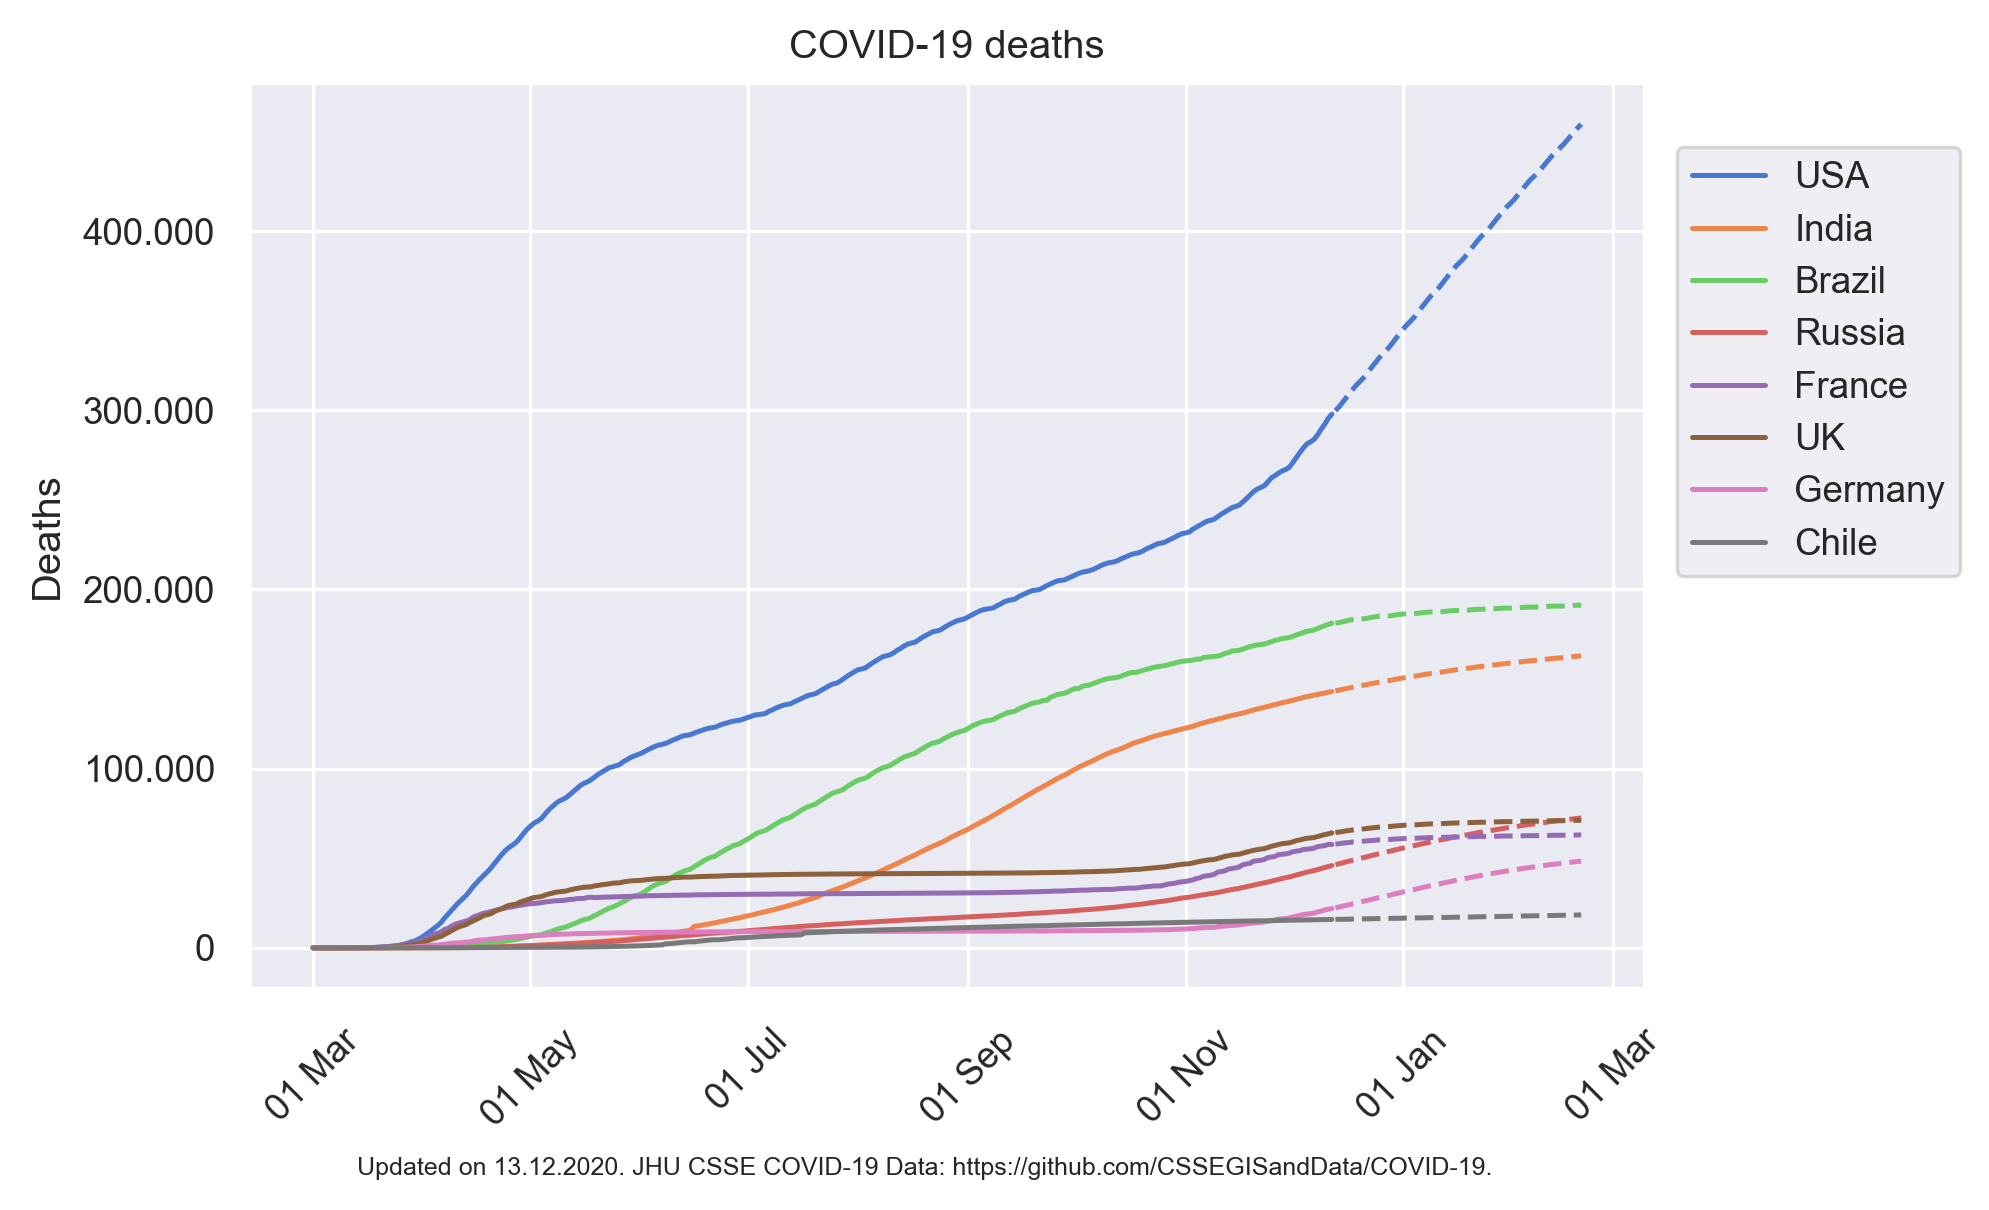 COVID-19 deaths
400.000
300.000
200.000
100.000
0
Deaths
USA
India
Brazil
Russia
France
UK
Germany
Chile
01 Mar
01 May
01 Jul
01 Sep
01 Nov
01 Jan
01 Mar
Updated on 13.12.2020. JHU CSSE COVID-19 Data: https://github.com/CSSEGISandData/COVID-19.